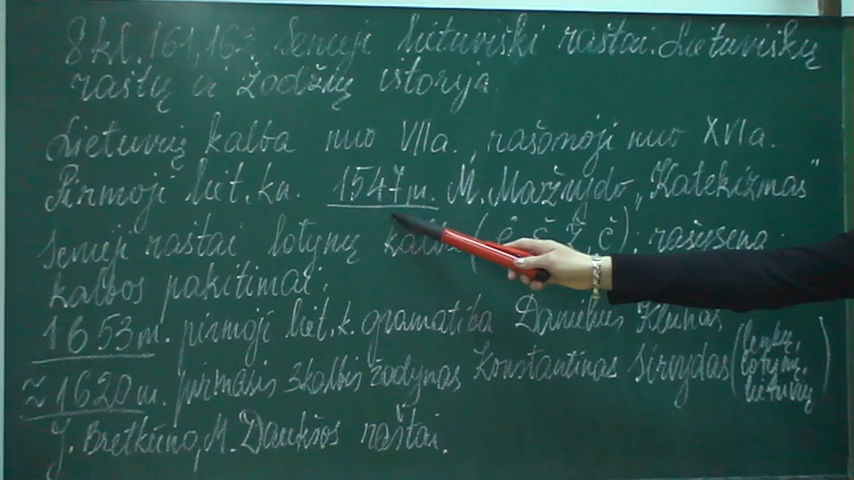 8 kl. 161, 163 Senieji lietuviški raštai. Lietuviškų
raštų ir žodžių istorija
Lietuvių kalba nuo VII a. rašomoji nuo XVI a.
Pirmoji liet. kn. 1547 m. M. Mažvydo „Katekizmas"
Senieji raštai lotynų kalba (ė, š, ž, č);
kalbos pakitimai;
1653 m. pirmoji liet. k. gramatika Danielius Kleinas
≈ 1620 m. pirmasis 3kalbis žodynas Konstantinas Sirvydas (lenkų, lotynų, lietuvių)
J. Bretkūno, M. Daukšos raštai.